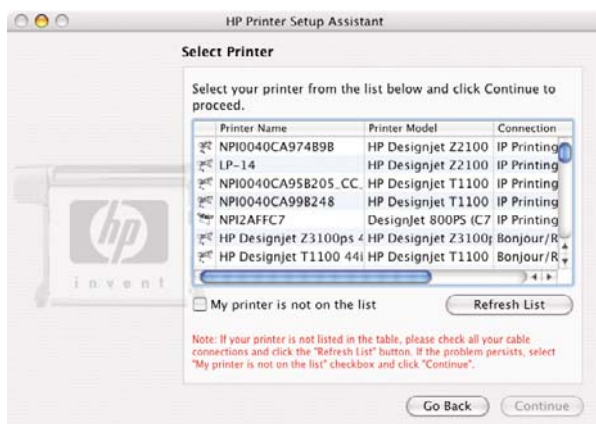 HP Printer Setup Assistant
Select Printer
Select your printer from the list below and click Continue to
proceed.
Printer Name Printer Model Connection
NPI0040CA974B9B HP Designjet Z2100 IP Printing
LP-14 HP Designjet Z2100 IP Printing
NPI0040CA95B205_CC_ HP Designjet T1100 IP Printing
NPI0040CA99B248 HP Designjet T1100 IP Printing
NPI2AFFC7 DesignJet 800PS (C7 IP Printing
HP Designjet Z3100ps 4 HP Designjet Z3100p Bonjour/R
HP Designjet T1100 44i HP Designjet T1100 Bonjour/R
hp
invent
My printer is not on the list Refresh List
Note: If your printer is not listed in the table, please check all your cable
connections and click the "Refresh List" button. If the problem persists, select
"My printer is not on the list" checkbox and click "Continue".
Go Back Continue